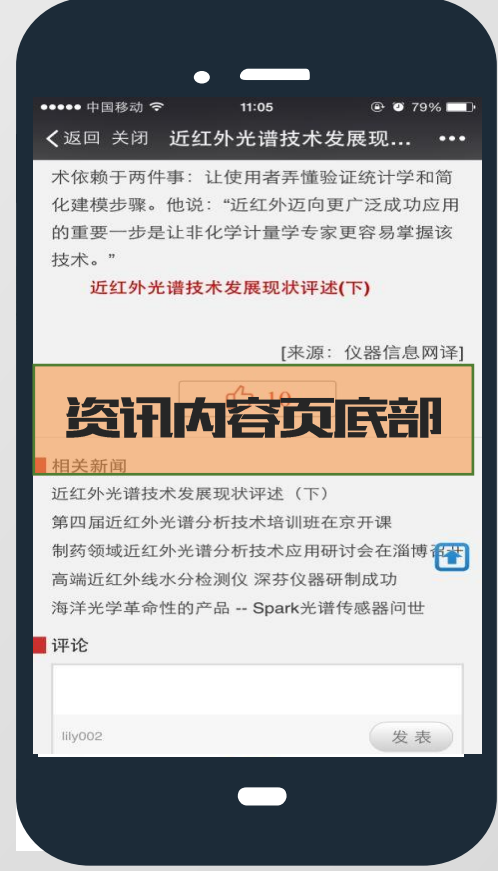 中国移动 11:05 79%
返回 关闭 近红外光谱技术发展现... •••
术依赖于两件事：让使用者弄懂验证统计学和简
化建模步骤。他说：“近红外迈向更广泛成功应用
的重要一步是让非化学计量学专家更容易掌握该
技术。”
近红外光谱技术发展现状评述(下)
[来源：仪器信息网译]
10
资讯内容页底部
相关新闻
近红外光谱技术发展现状评述（下）
第四届近红外光谱分析技术培训班在京开课
制药领域近红外光谱分析技术应用研讨会在淄博召开
高端近红外线水分检测仪 深芬仪器研制成功
海洋光学革命性的产品 -- Spark光谱传感器问世
评论
lily002
发表